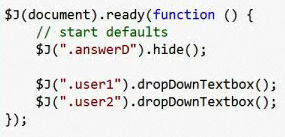 $J(document).ready(function () {
    // start defaults
    $J(".answerD").hide();

    $J(".user1").dropDownTextbox();
    $J(".user2").dropDownTextbox();
});